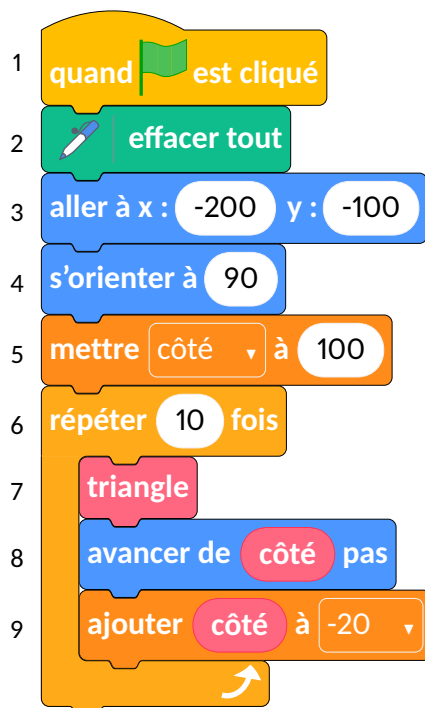 1 quand est cliqué
2 effacer tout
3 aller à x : -200 y : -100
4 s’orienter à 90
5 mettre côté ▾ à 100
6 répéter 10 fois
7 triangle
8 avancer de côté pas
9 ajouter côté à -20 ▾